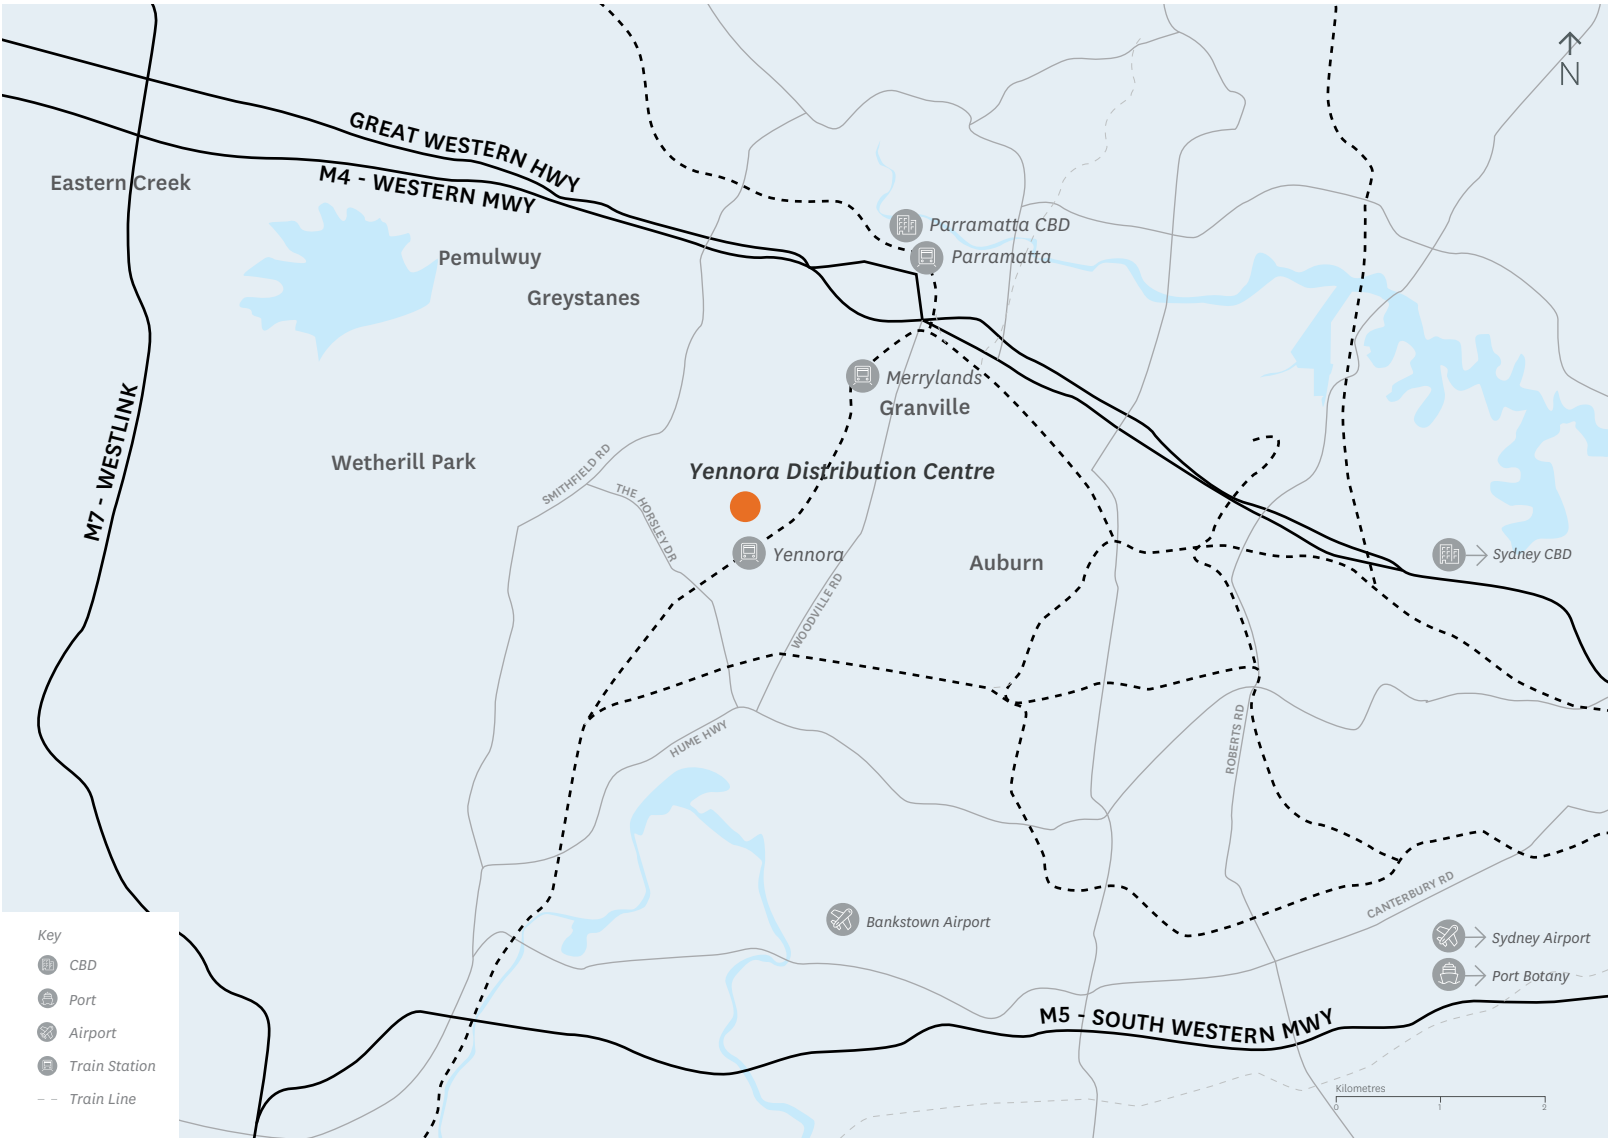 N
GREAT WESTERN HWY
M4 - WESTERN MWY
Eastern Creek
Parramatta CBD
Pemulwuy
Parramatta
Greystanes
Merrylands
Granville
M7 - WESTLINK
Wetherill Park
SMITHFIELD RD
Yennora Distribution Centre
THE HORSLEY DR
Yennora
Sydney CBD
Auburn
WOODVILLE RD
HUME HWY
ROBERTS RD
CANTERBURY RD
Bankstown Airport
Sydney Airport
Port Botany
M5 - SOUTH WESTERN MWY
Key
CBD
Port
Airport
Train Station
Train Line
Kilometres
0 1 2